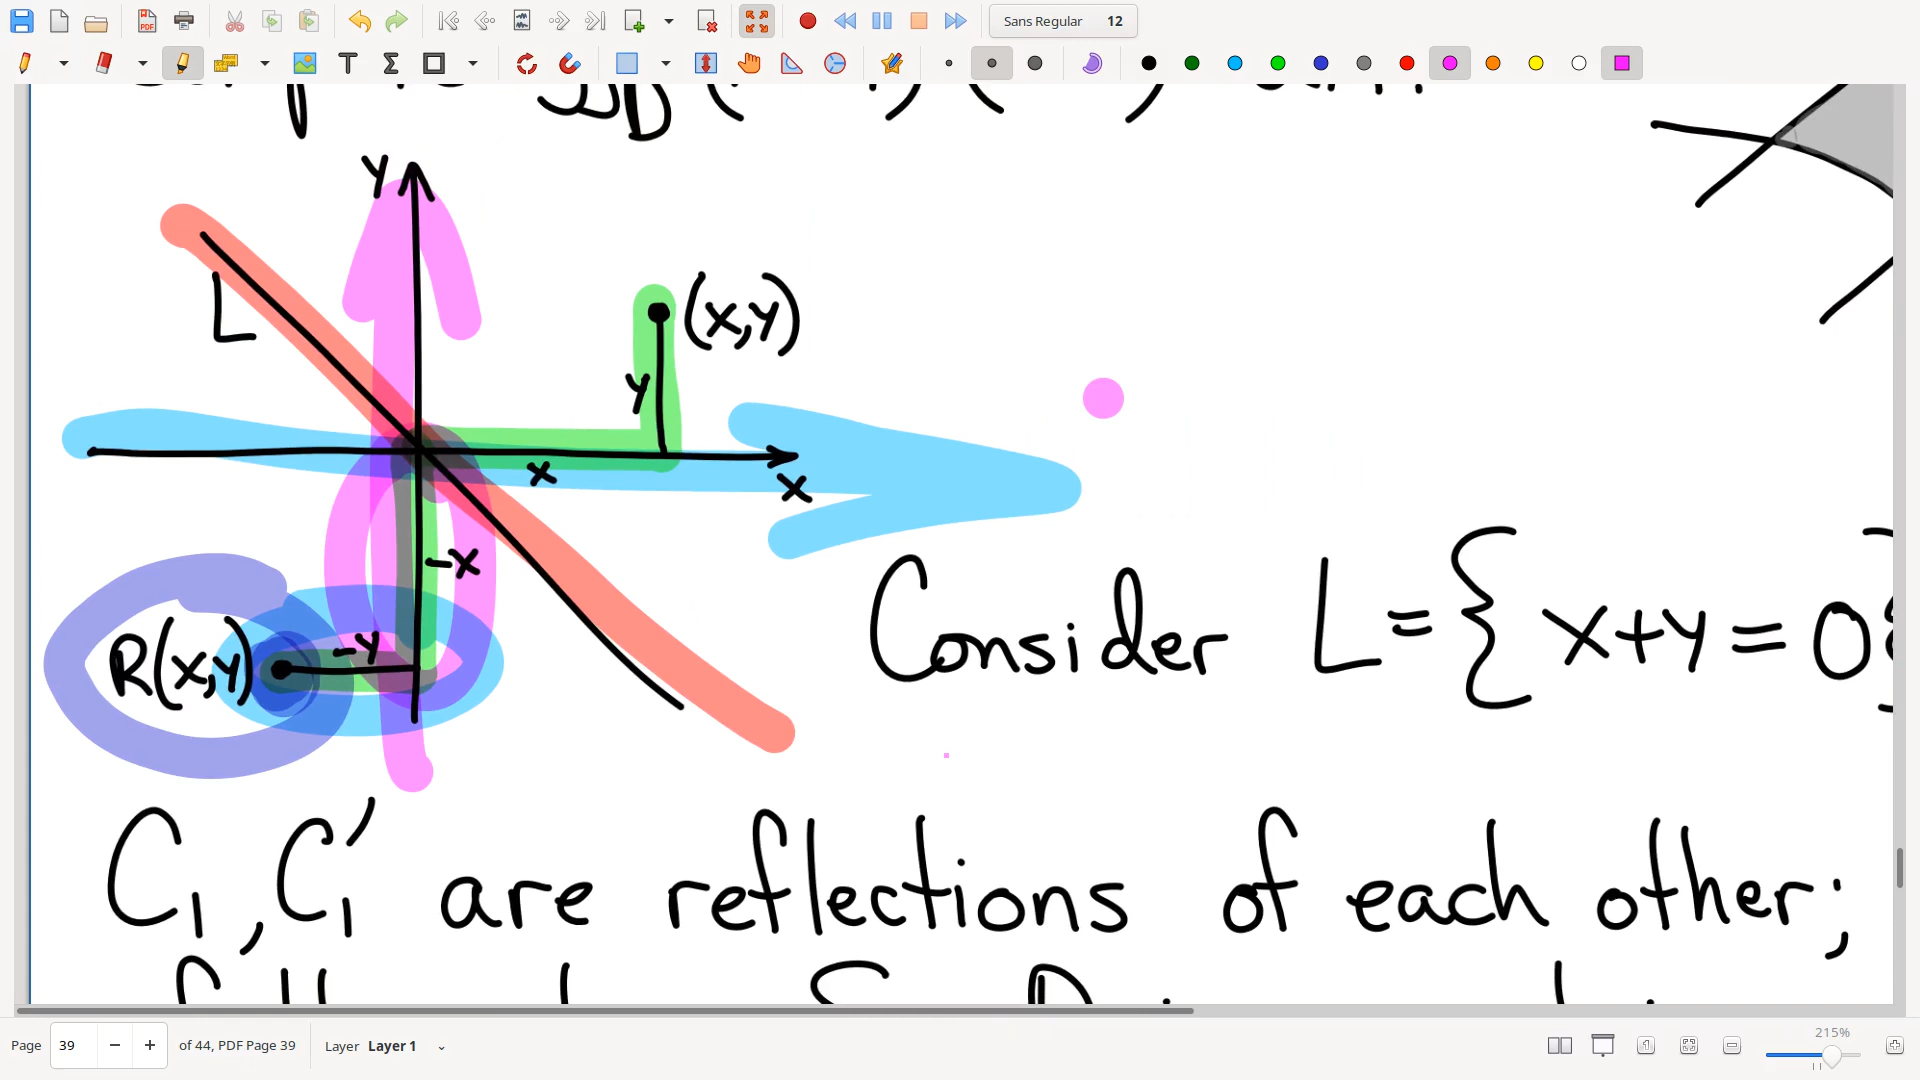 Sans Regular 12
Y
L
(x,y)
y
x
x
-x
R(x,y)
-y
Consider L={x+y=0}
C1, C1' are reflections of each other;
Page 39 of 44, PDF Page 39 Layer Layer 1
215%